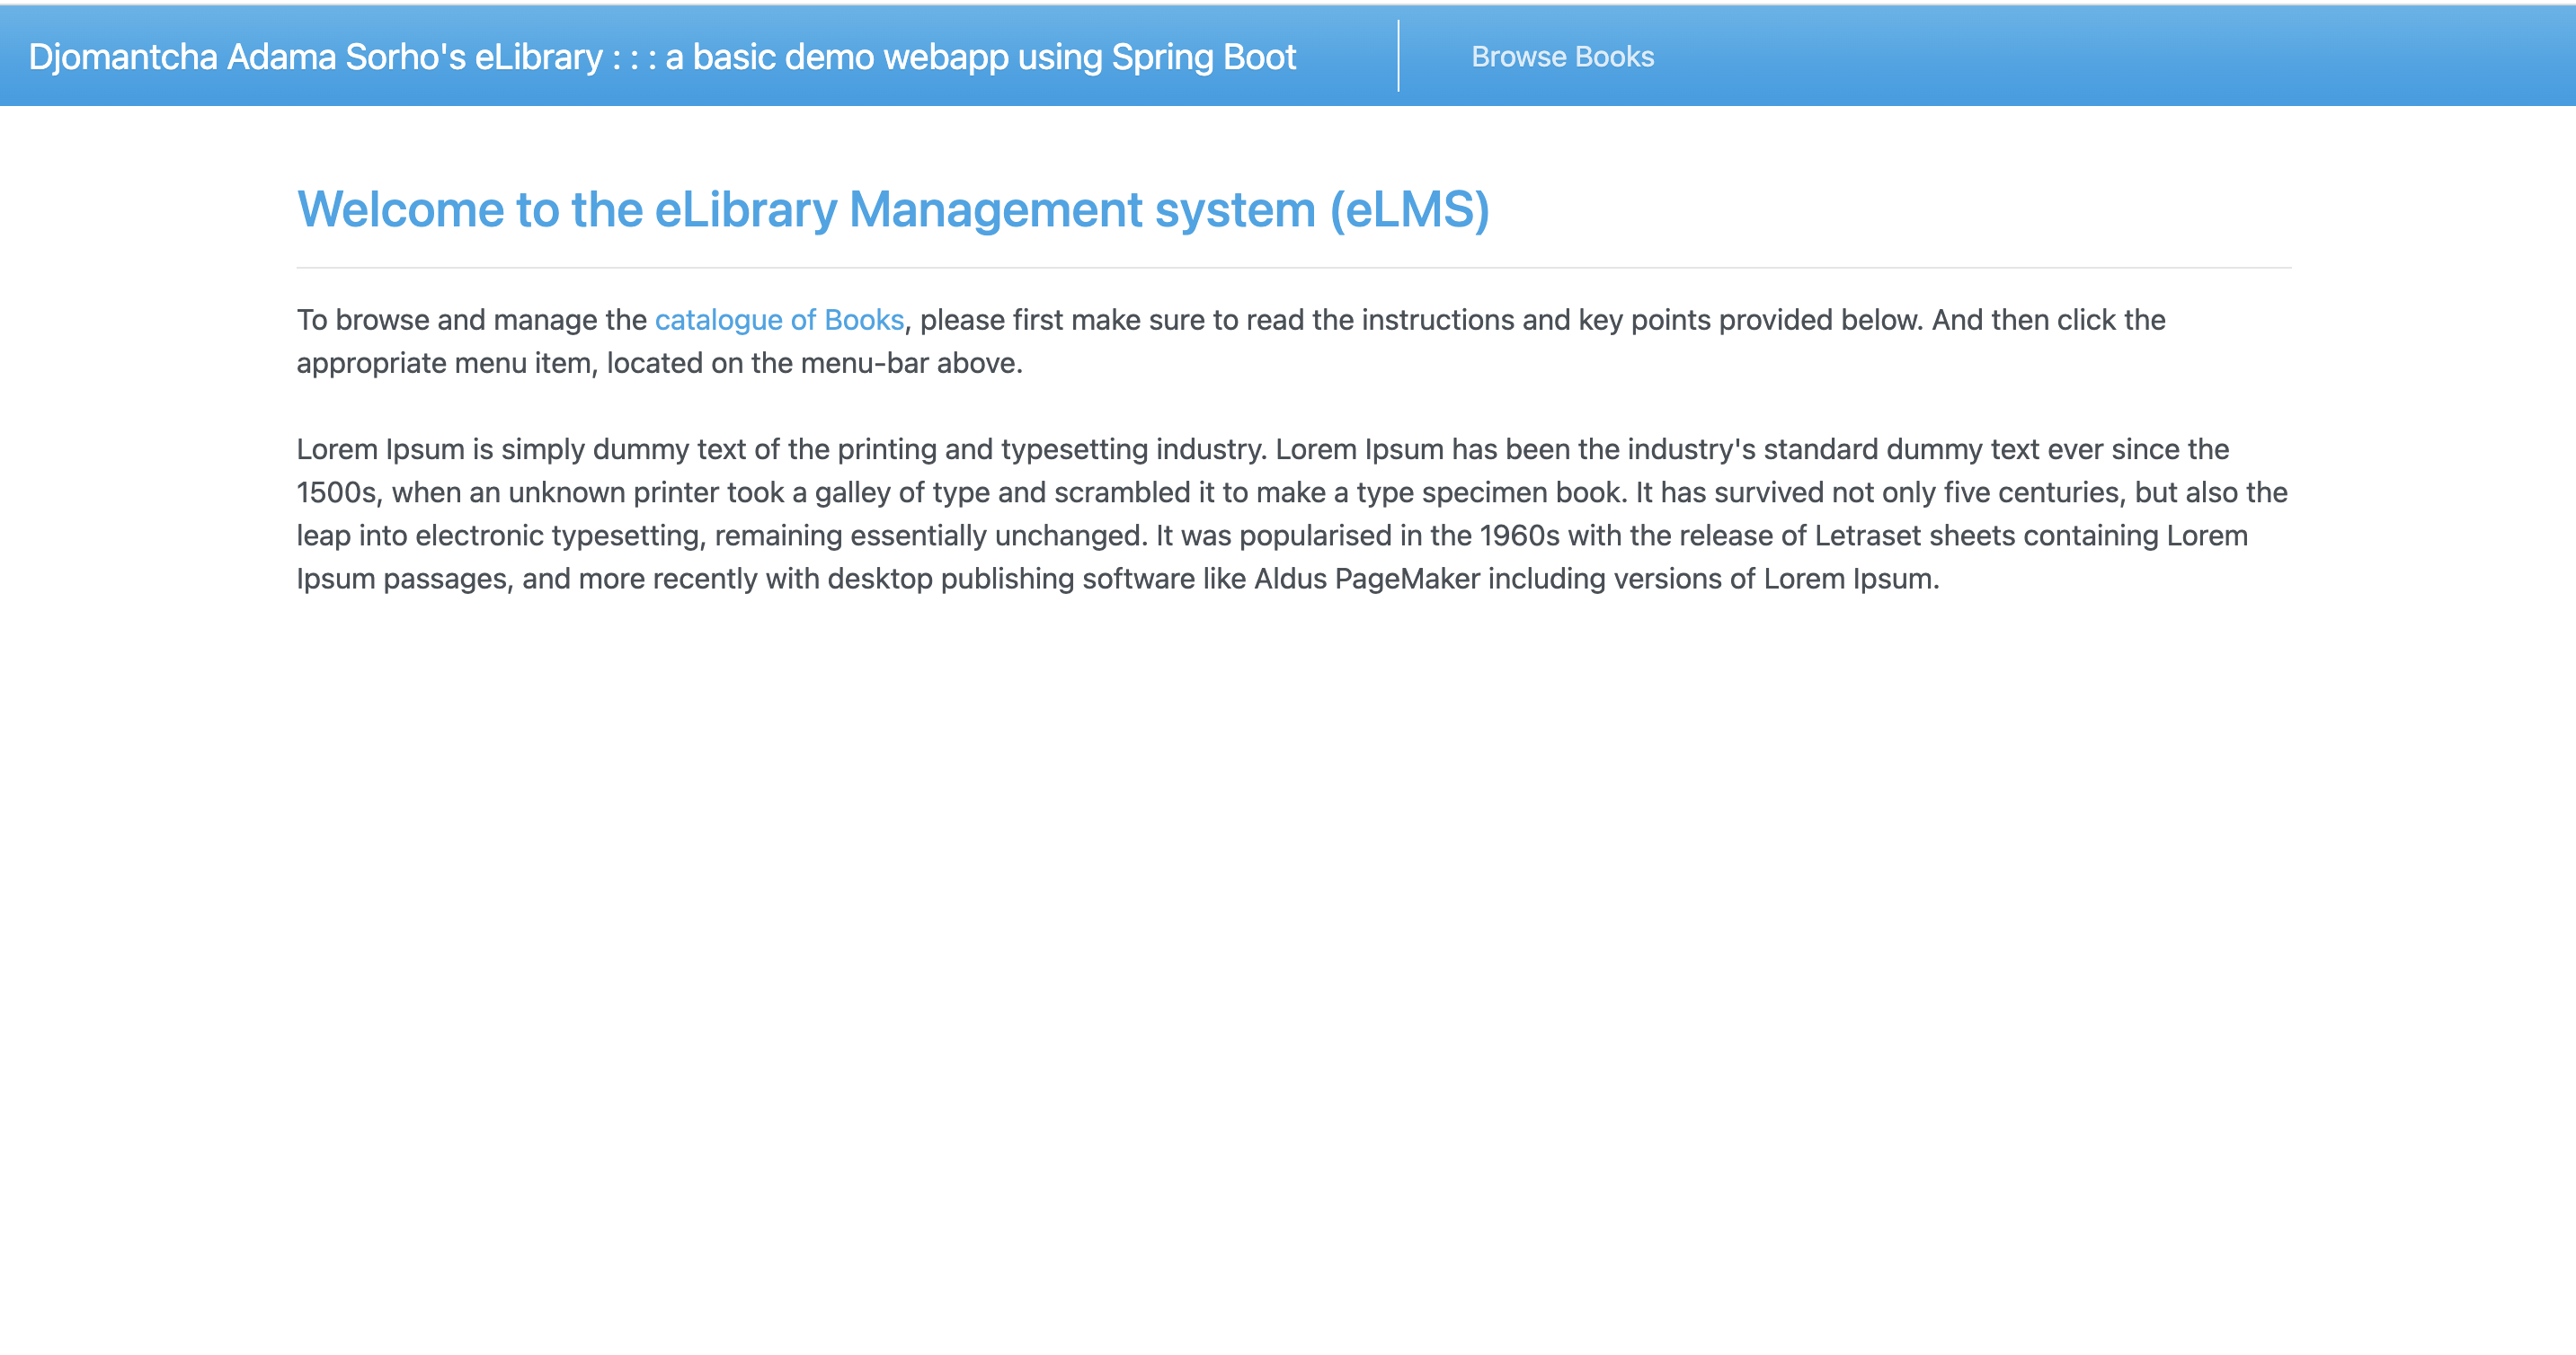 Djomantcha Adama Sorho's eLibrary : : : a basic demo webapp using Spring Boot
Browse Books
Welcome to the eLibrary Management system (eLMS)
To browse and manage the catalogue of Books, please first make sure to read the instructions and key points provided below. And then click the
appropriate menu item, located on the menu-bar above.
Lorem Ipsum is simply dummy text of the printing and typesetting industry. Lorem Ipsum has been the industry's standard dummy text ever since the
1500s, when an unknown printer took a galley of type and scrambled it to make a type specimen book. It has survived not only five centuries, but also the
leap into electronic typesetting, remaining essentially unchanged. It was popularised in the 1960s with the release of Letraset sheets containing Lorem
Ipsum passages, and more recently with desktop publishing software like Aldus PageMaker including versions of Lorem Ipsum.